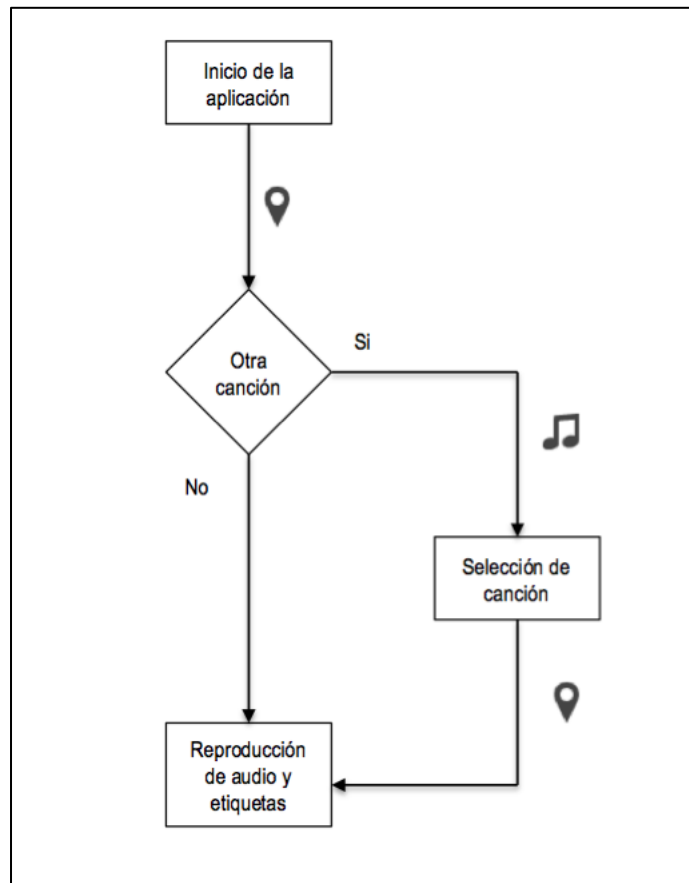 Inicio de la
aplicación
Si
Otra
canción
No
Selección de
canción
Reproducción
de audio y
etiquetas